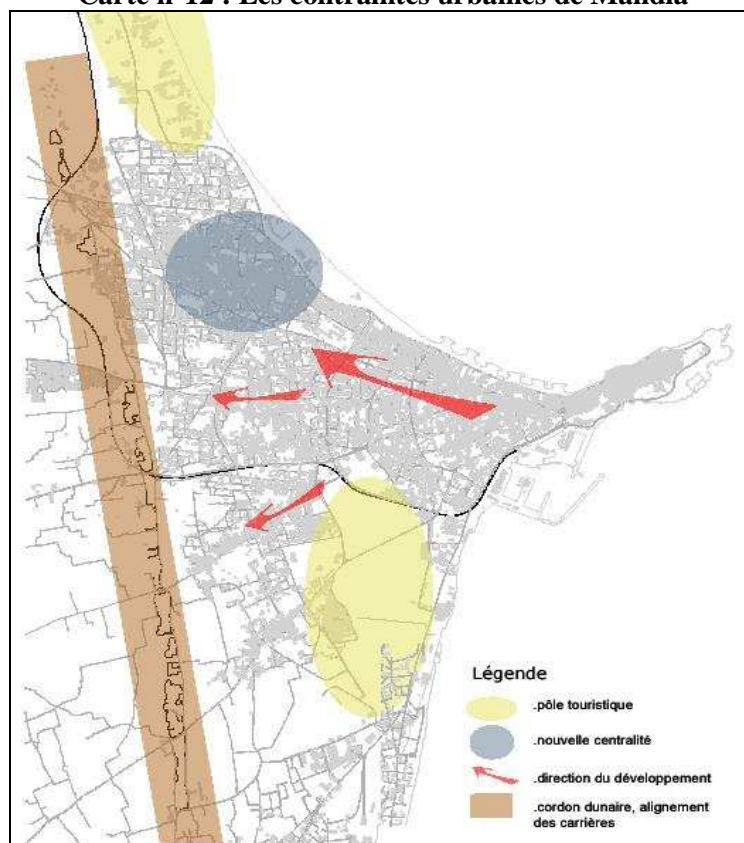 Carte n°12 : Les contraintes urbaines de Mahdia
Légende
.pôle touristique
.nouvelle centralité
.direction du développement
.cordon dunaire, alignement
des carrières